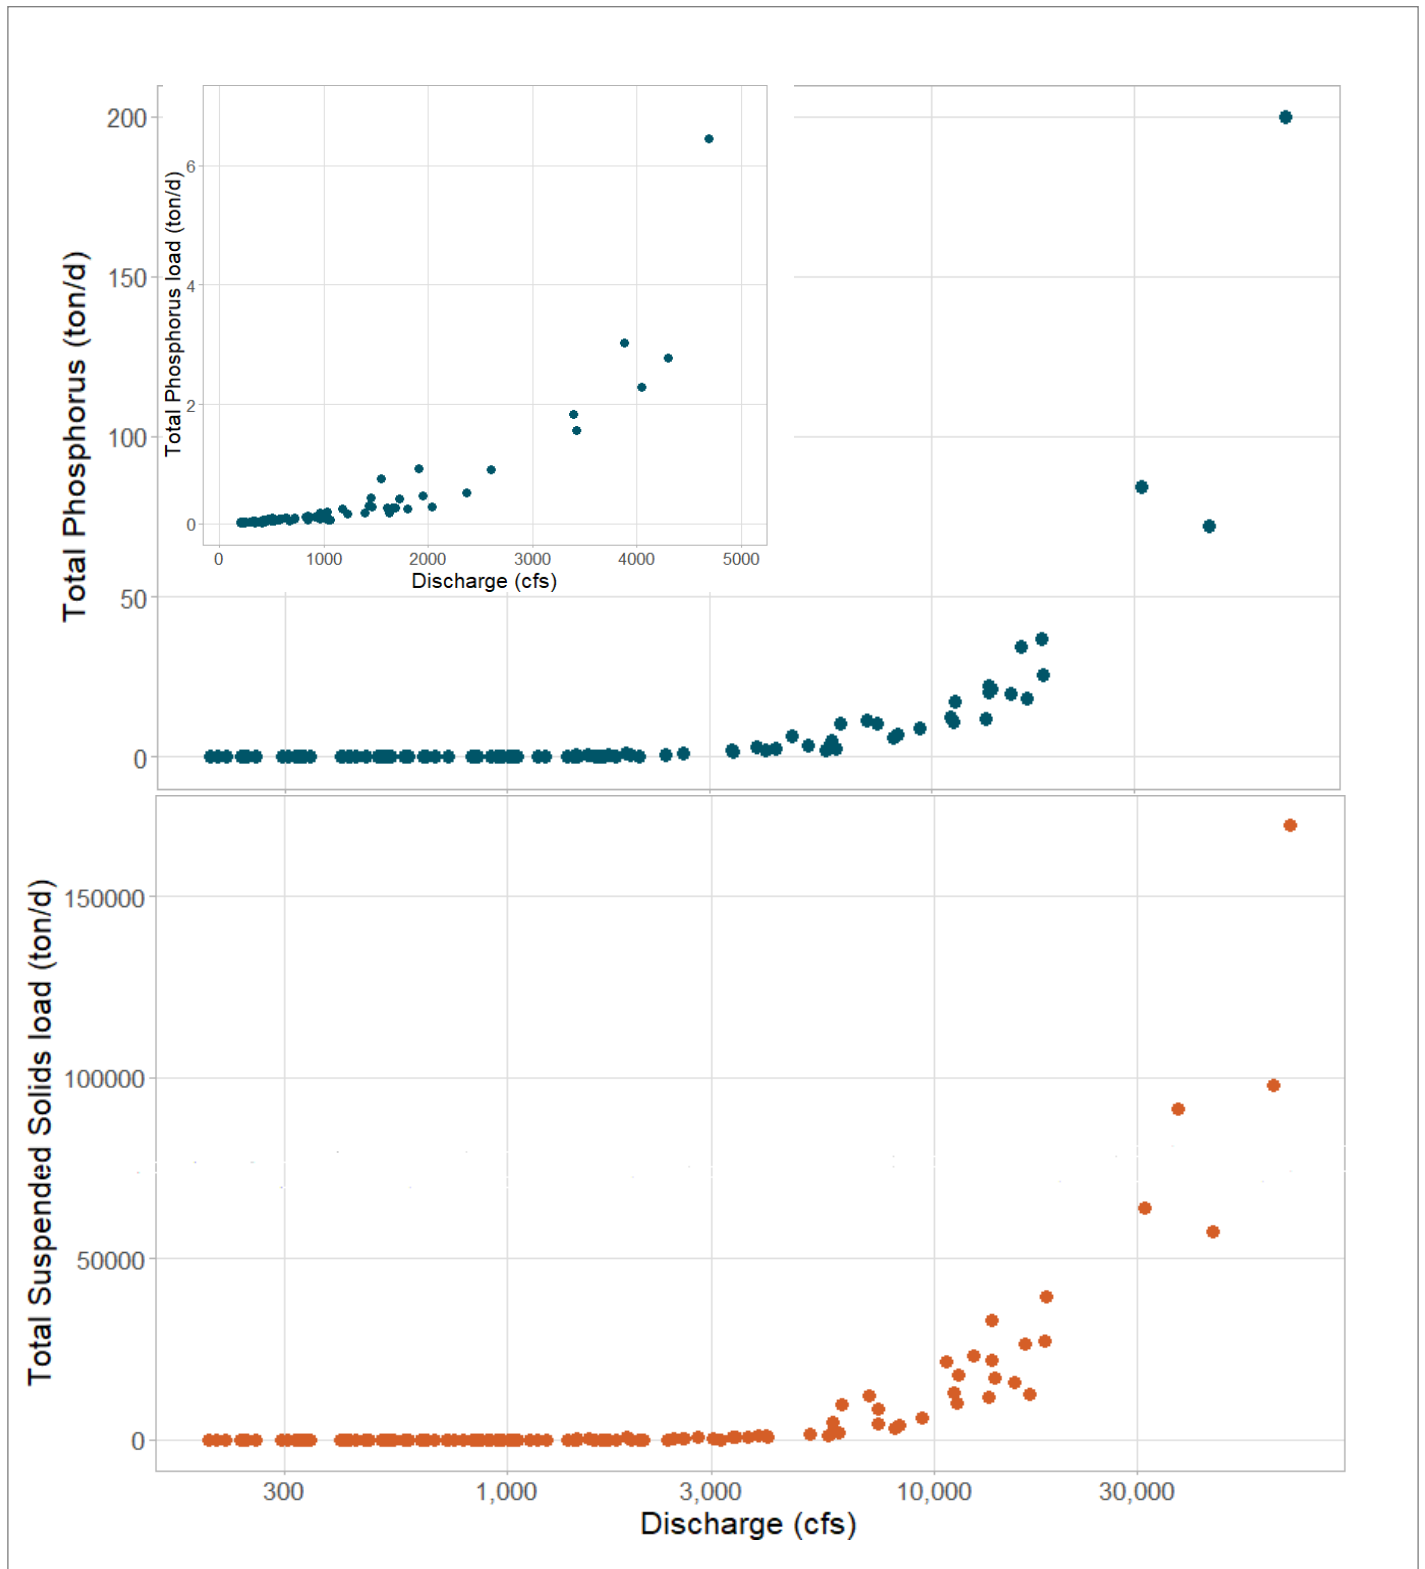 Total Phosphorus (ton/d)
200
150
100
50
0
Total Phosphorus load (ton/d)
6
4
2
0
0 1000 2000 3000 4000 5000
Discharge (cfs)
Total Suspended Solids load (ton/d)
150000
100000
50000
0
300 1,000 3,000 10,000 30,000
Discharge (cfs)